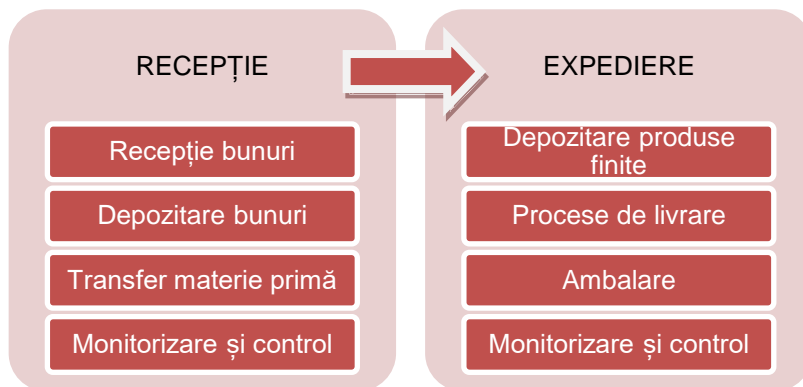 RECEPȚIE
Recepție bunuri
Depozitare bunuri
Transfer materie primă
Monitorizare și control
EXPEDIERE
Depozitare produse
finite
Procese de livrare
Ambalare
Monitorizare și control